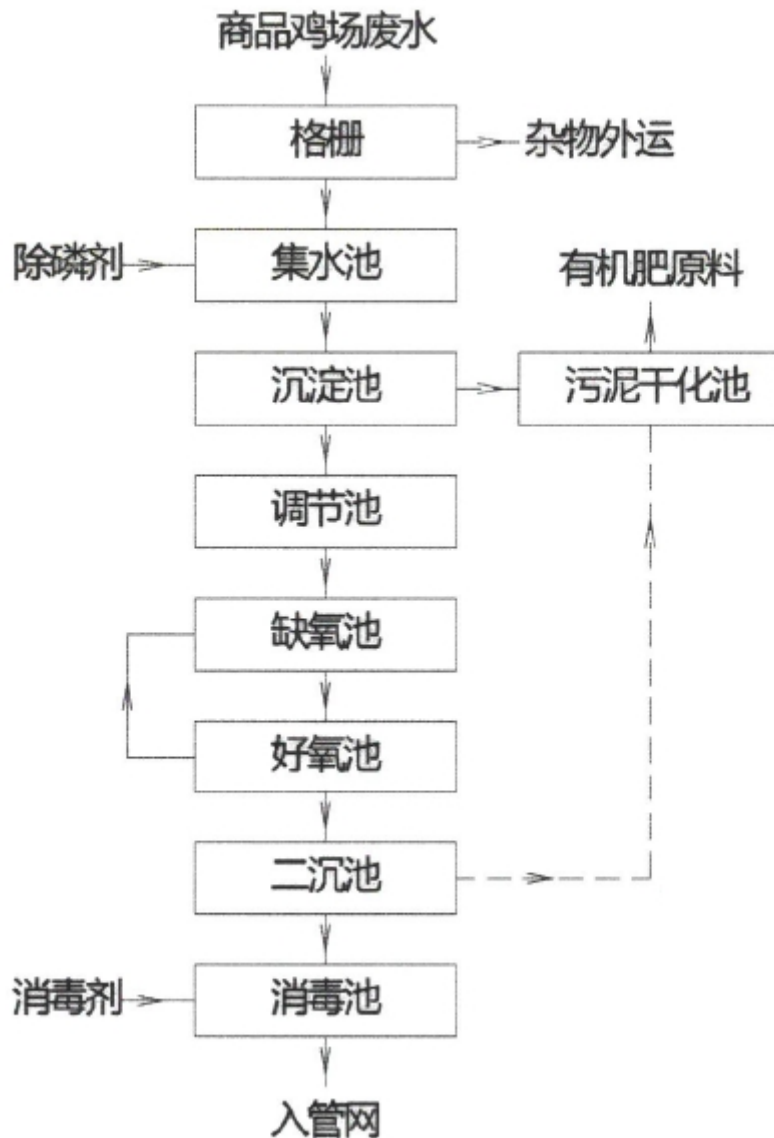 商品鸡场废水
格栅
杂物外运
除磷剂
集水池
有机肥原料
沉淀池
污泥干化池
调节池
缺氧池
好氧池
二沉池
消毒剂
消毒池
入管网